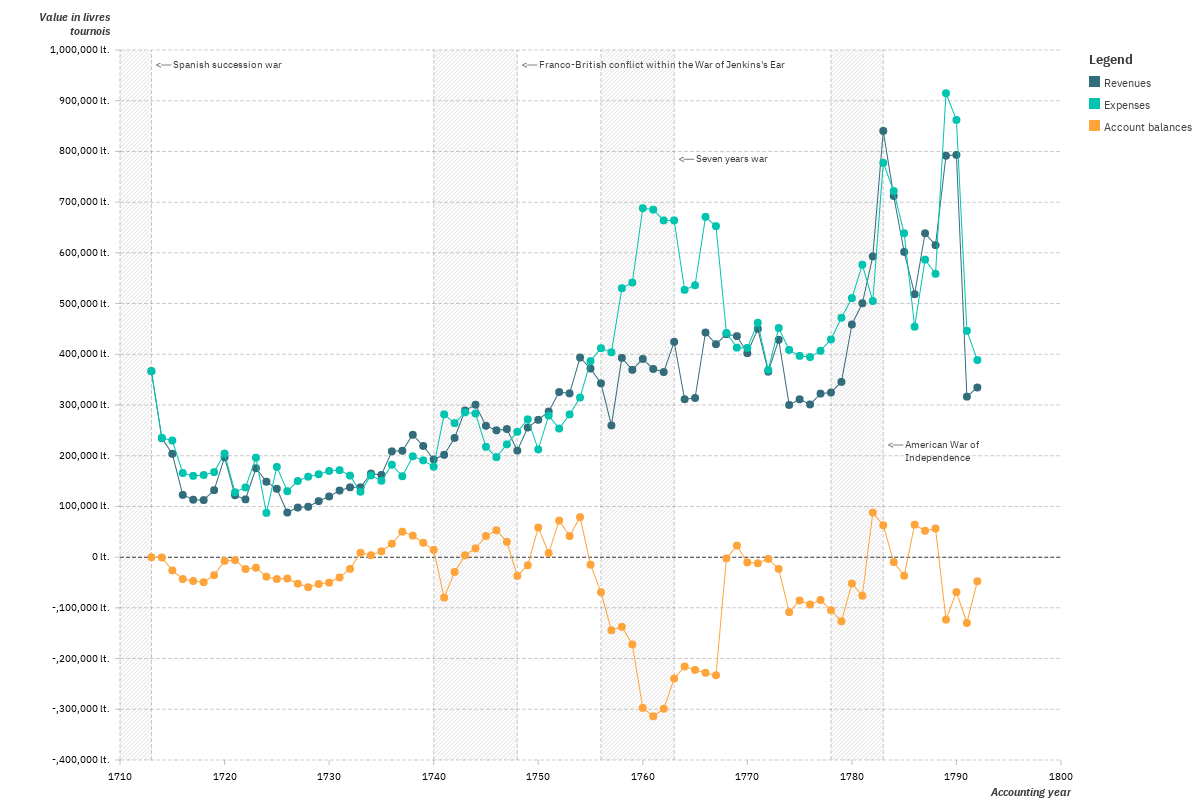 Value in livres
tournois
1,000,000 lt.
900,000 lt.
800,000 lt.
700,000 lt.
600,000 lt.
500,000 lt.
400,000 lt.
300,000 lt.
200,000 lt.
100,000 lt.
0 lt.
-,100,000 lt.
-,200,000 lt.
-,300,000 lt.
-,400,000 lt.
<— Spanish succession war
<— Franco-British conflict within the War of Jenkins's Ear
<— Seven years war
<— American War of
Independence
Legend
Revenues
Expenses
Account balances
1710 1720 1730 1740 1750 1760 1770 1780 1790 1800
Accounting year